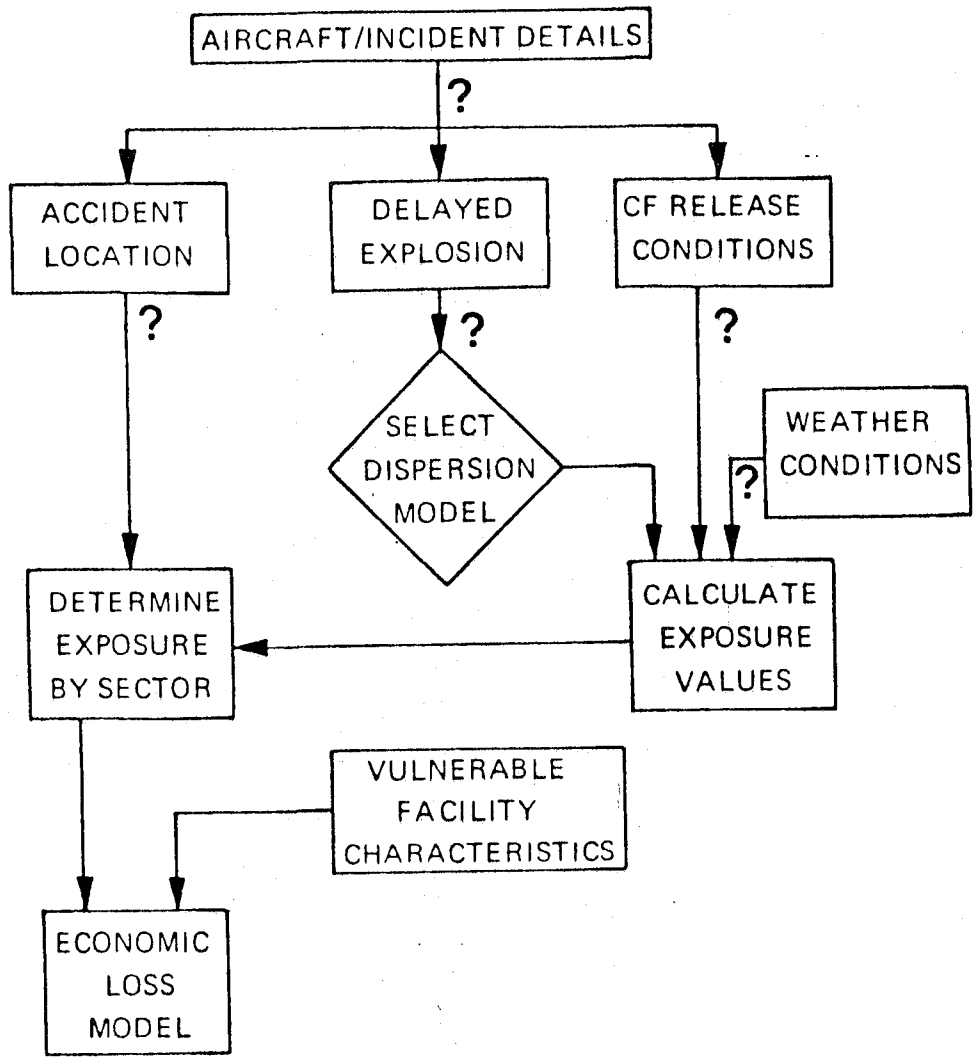 AIRCRAFT/INCIDENT DETAILS
?
ACCIDENT
LOCATION
DELAYED
EXPLOSION
CF RELEASE
CONDITIONS
?
?
?
SELECT
DISPERSION
MODEL
WEATHER
CONDITIONS
?
DETERMINE
EXPOSURE
BY SECTOR
CALCULATE
EXPOSURE
VALUES
VULNERABLE
FACILITY
CHARACTERISTICS
ECONOMIC
LOSS
MODEL